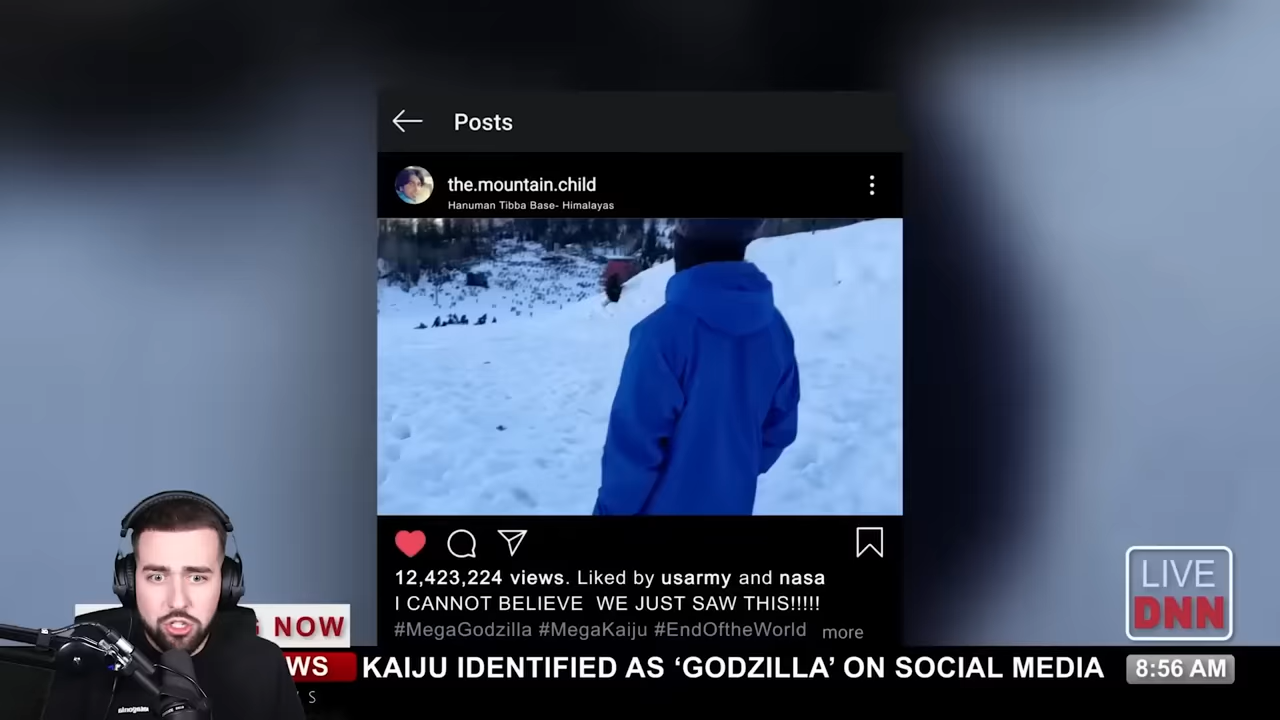 Posts
the.mountain.child
Hanuman Tibba Base- Himalayas
12,423,224 views. Liked by usarmy and nasa
I CANNOT BELIEVE  WE JUST SAW THIS!!!!!
#MegaGodzilla #MegaKaiju #EndOftheWorld more
LIVE
DNN
NOW
WS KAIJU IDENTIFIED AS ‘GODZILLA’ ON SOCIAL MEDIA 8:56 AM
S